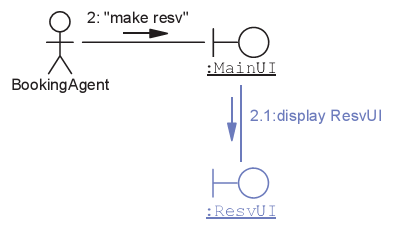 2: "make resv"
BookingAgent
:MainUI
2.1:display ResvUI
:ResvUI